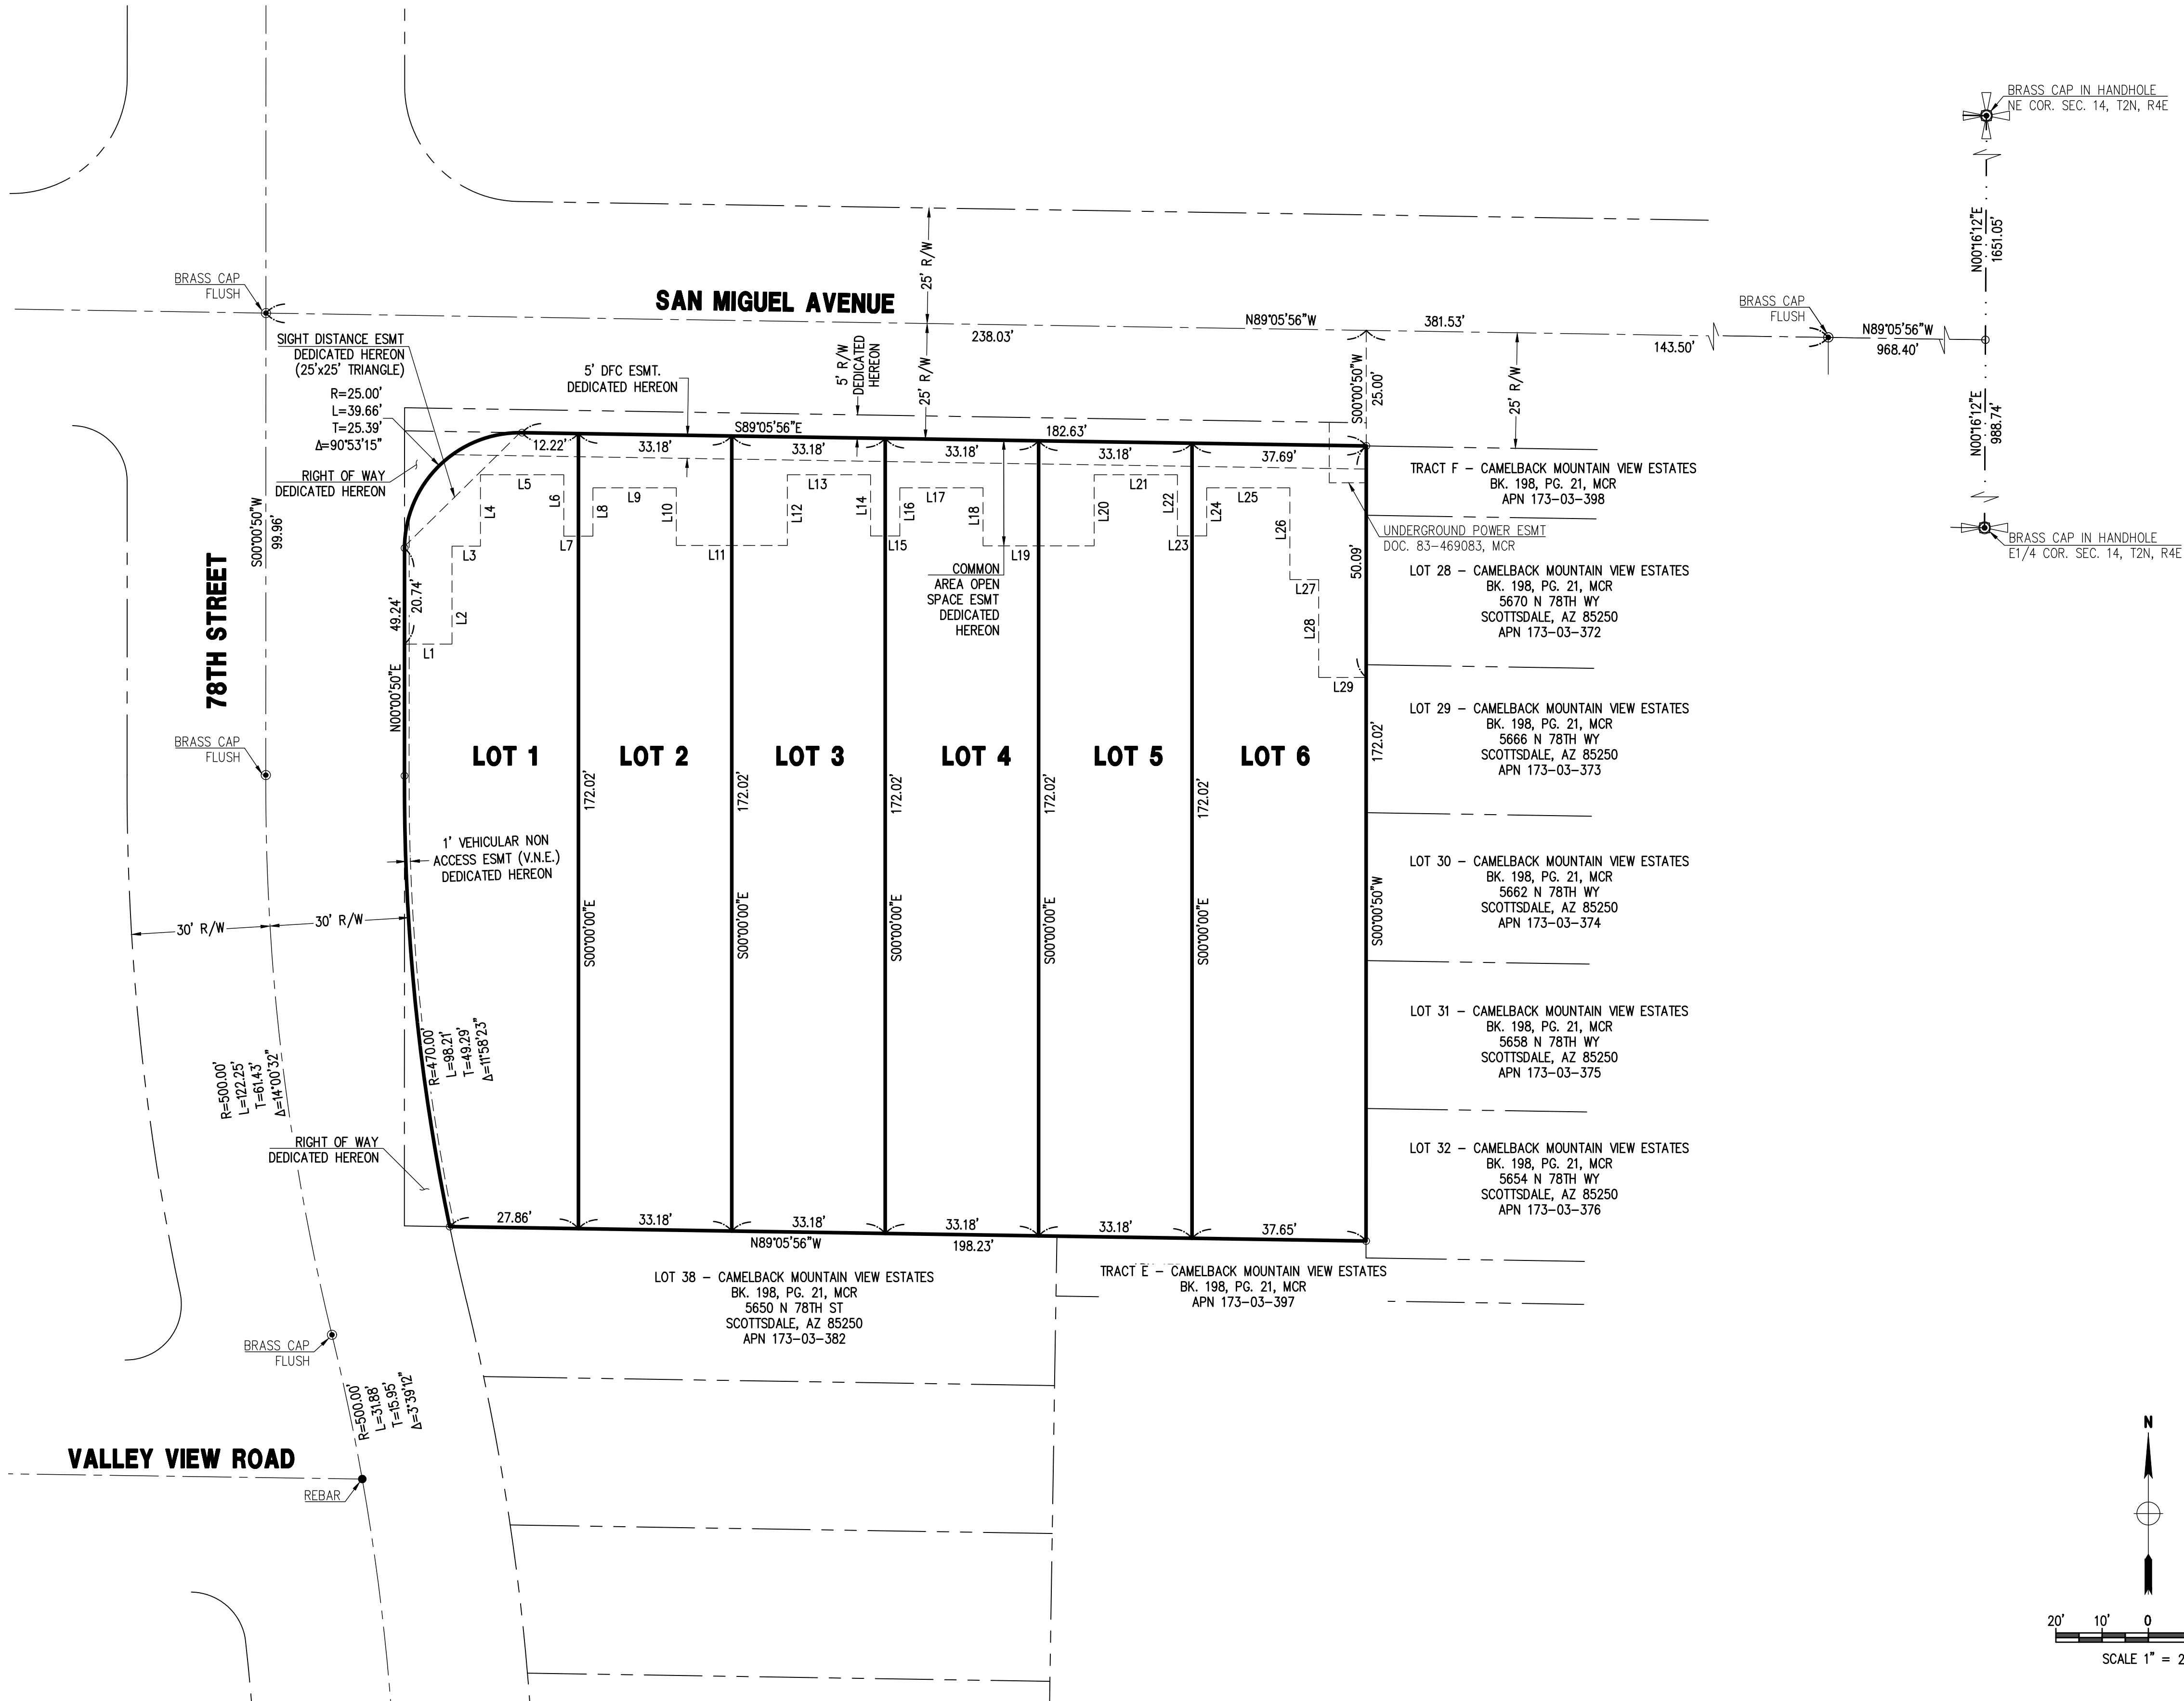 BRASS CAP IN HANDHOLE
NE COR. SEC. 14, T2N, R4E
N00°16'12"E
1651.05'
25' R/W
BRASS CAP
FLUSH
SAN MIGUEL AVENUE
N89°05'56"W
381.53'
238.03'
143.50'
BRASS CAP
FLUSH
N89°05'56"W
968.40'
SIGHT DISTANCE ESMT
DEDICATED HEREON
(25'x25' TRIANGLE)
R=25.00'
L=39.66'
T=25.39'
Δ=90°53'15"
RIGHT OF WAY
DEDICATED HEREON
5' DFC ESMT.
DEDICATED HEREON
5' R/W
DEDICATED
HEREON
25' R/W
S00°00'50"W
25.00'
25' R/W
N00°16'12"E
988.74'
BRASS CAP IN HANDHOLE
E1/4 COR. SEC. 14, T2N, R4E
12.22'
33.18'
S89°05'56"E
33.18'
33.18'
182.63'
33.18'
37.69'
TRACT F – CAMELBACK MOUNTAIN VIEW ESTATES
BK. 198, PG. 21, MCR
APN 173–03–398
UNDERGROUND POWER ESMT
DOC. 83–469083, MCR
S00°00'50"W
99.96'
78TH STREET
BRASS CAP
FLUSH
L1
L2
L3
L4
L5
L6
L7
L8
L9
L10
L11
L12
L13
L14
L15
L16
L17
L18
L19
L20
L21
L22
L23
L24
L25
L26
L27
L28
L29
COMMON
AREA OPEN
SPACE ESMT
DEDICATED
HEREON
50.09'
49.24'
20.74'
N00°00'50"E
LOT 28 – CAMELBACK MOUNTAIN VIEW ESTATES
BK. 198, PG. 21, MCR
5670 N 78TH WY
SCOTTSDALE, AZ 85250
APN 173–03–372
LOT 29 – CAMELBACK MOUNTAIN VIEW ESTATES
BK. 198, PG. 21, MCR
5666 N 78TH WY
SCOTTSDALE, AZ 85250
APN 173–03–373
LOT 1
LOT 2
LOT 3
LOT 4
LOT 5
LOT 6
172.02'
172.02'
172.02'
172.02'
172.02'
172.02'
1' VEHICULAR NON
ACCESS ESMT (V.N.E.)
DEDICATED HEREON
S00°00'00"E
S00°00'00"E
S00°00'00"E
S00°00'00"E
S00°00'00"E
S00°00'50"W
LOT 30 – CAMELBACK MOUNTAIN VIEW ESTATES
BK. 198, PG. 21, MCR
5662 N 78TH WY
SCOTTSDALE, AZ 85250
APN 173–03–374
30' R/W
30' R/W
LOT 31 – CAMELBACK MOUNTAIN VIEW ESTATES
BK. 198, PG. 21, MCR
5658 N 78TH WY
SCOTTSDALE, AZ 85250
APN 173–03–375
R=470.00'
L=98.21'
T=49.29'
Δ=11°58'23"
R=500.00'
L=122.25'
T=61.43'
Δ=14°00'32"
RIGHT OF WAY
DEDICATED HEREON
LOT 32 – CAMELBACK MOUNTAIN VIEW ESTATES
BK. 198, PG. 21, MCR
5654 N 78TH WY
SCOTTSDALE, AZ 85250
APN 173–03–376
27.86'
33.18'
33.18'
33.18'
33.18'
37.65'
N89°05'56"W
198.23'
LOT 38 – CAMELBACK MOUNTAIN VIEW ESTATES
BK. 198, PG. 21, MCR
5650 N 78TH ST
SCOTTSDALE, AZ 85250
APN 173–03–382
TRACT E – CAMELBACK MOUNTAIN VIEW ESTATES
BK. 198, PG. 21, MCR
APN 173–03–397
BRASS CAP
FLUSH
R=500.00'
L=31.88'
T=15.95'
Δ=3°39'12"
VALLEY VIEW ROAD
REBAR
N
20'
10'
0
SCALE 1" = 2